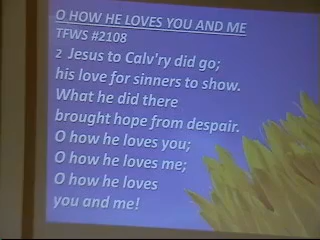 O HOW HE LOVES YOU AND ME
TFWS #2108
2 Jesus to Calv'ry did go;
his love for sinners to show.
What he did there
brought hope from despair.
O how he loves you;
O how he loves me;
O how he loves
you and me!